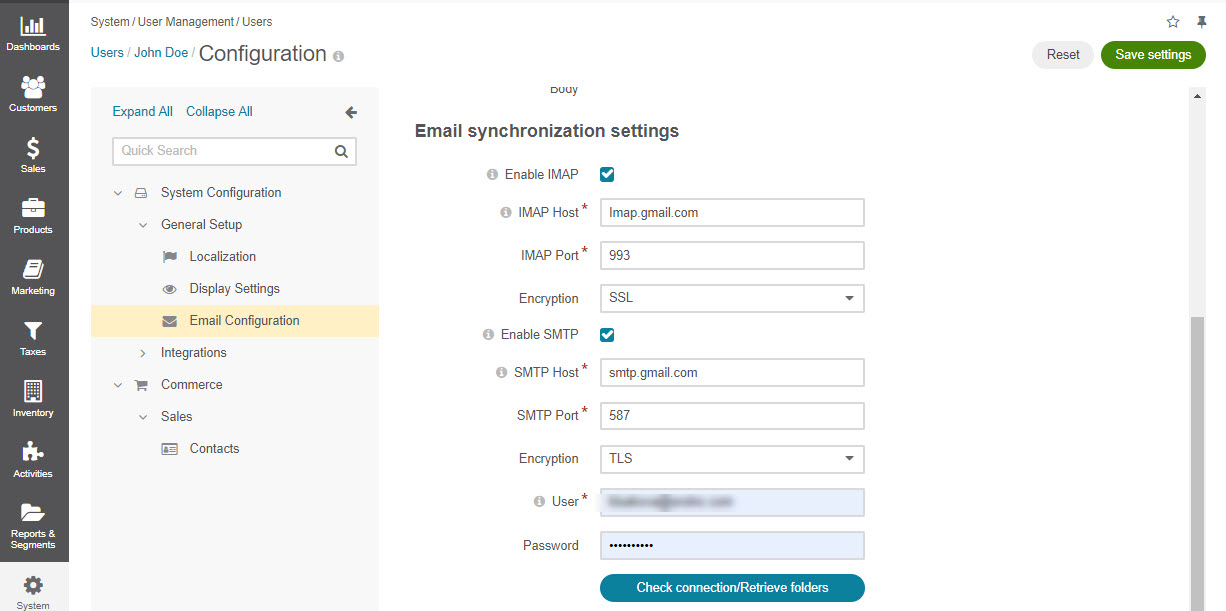 System / User Management / Users
Users / John Doe / Configuration
Reset
Save settings
Dashboards
Customers
Sales
Products
Marketing
Taxes
Inventory
Activities
Reports &
Segments
System
Expand All Collapse All
Quick Search
System Configuration
General Setup
Localization
Display Settings
Email Configuration
Integrations
Commerce
Sales
Contacts
Body
Email synchronization settings
Enable IMAP
IMAP Host * Imap.gmail.com
IMAP Port * 993
Encryption SSL
Enable SMTP
SMTP Host * smtp.gmail.com
SMTP Port * 587
Encryption TLS
User *
Password ••••••••••
Check connection/Retrieve folders